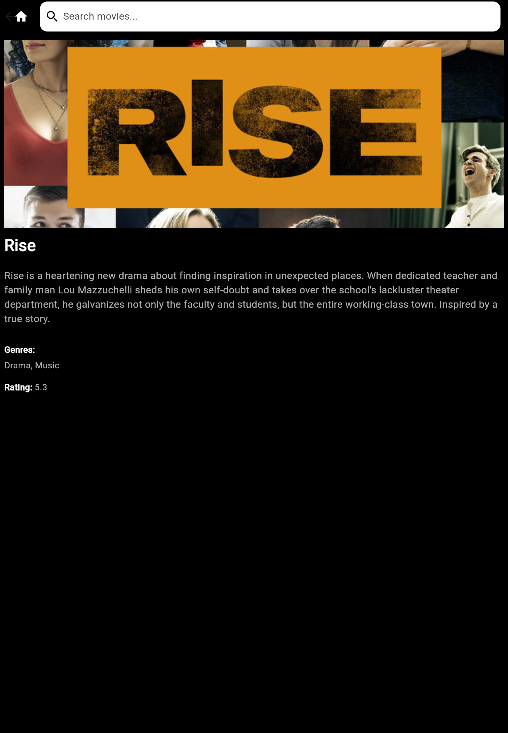 Search movies...
RISE
Rise
Rise is a heartening new drama about finding inspiration in unexpected places. When dedicated teacher and
family man Lou Mazzuchelli sheds his own self-doubt and takes over the school's lackluster theater
department, he galvanizes not only the faculty and students, but the entire working-class town. Inspired by a
true story.
Genres:
Drama, Music
Rating: 5.3